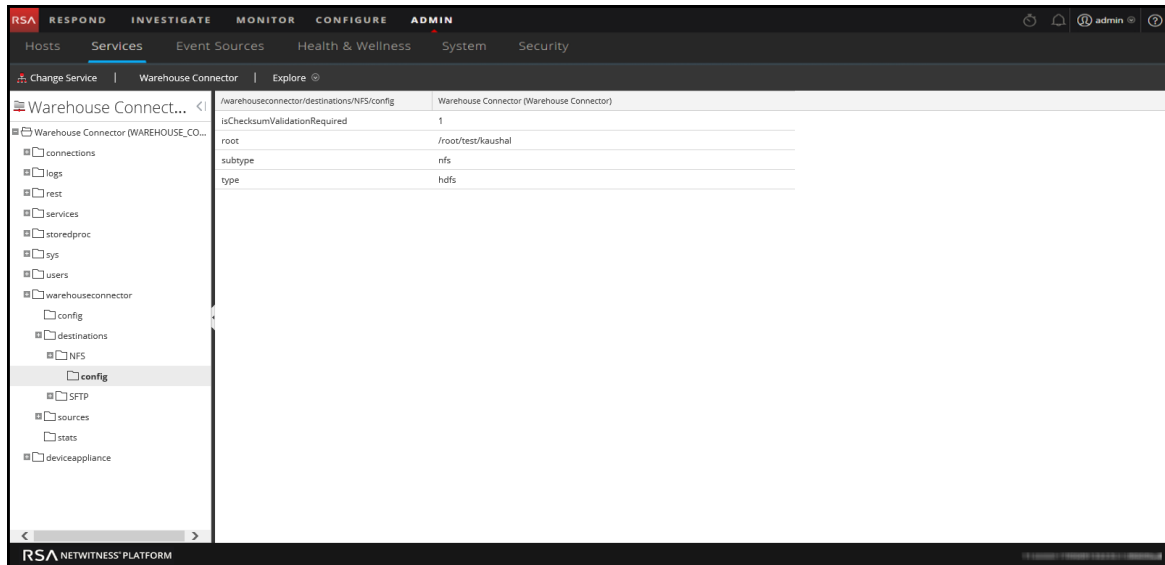 RSA RESPOND INVESTIGATE MONITOR CONFIGURE ADMIN admin
Hosts Services Event Sources Health & Wellness System Security
Change Service | Warehouse Connector | Explore
Warehouse Connect...
/warehouseconnector/destinations/NFS/config Warehouse Connector (Warehouse Connector)
isChecksumValidationRequired 1
root /root/test/kaushal
subtype nfs
type hdfs
Warehouse Connector (WAREHOUSE_CO...
connections
logs
rest
services
storedproc
sys
users
warehouseconnector
config
destinations
NFS
config
SFTP
sources
stats
deviceappliance
RSA NETWITNESS® PLATFORM